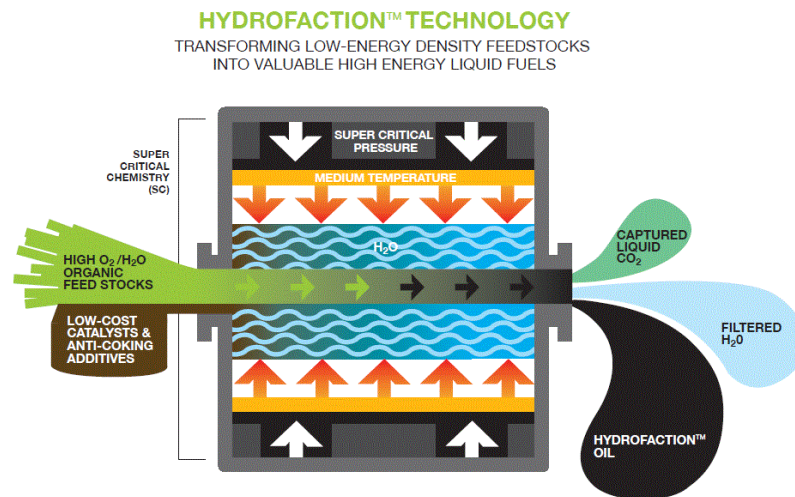 HYDROFACTION™ TECHNOLOGY
TRANSFORMING LOW-ENERGY DENSITY FEEDSTOCKS
INTO VALUABLE HIGH ENERGY LIQUID FUELS
SUPER
CRITICAL
CHEMISTRY
(SC)
SUPER CRITICAL
PRESSURE
MEDIUM TEMPERATURE
H₂O
HIGH O₂/H₂O
ORGANIC
FEED STOCKS
LOW-COST
CATALYSTS &
ANTI-COKING
ADDITIVES
CAPTURED
LIQUID
CO₂
FILTERED
H₂0
HYDROFACTION™
OIL